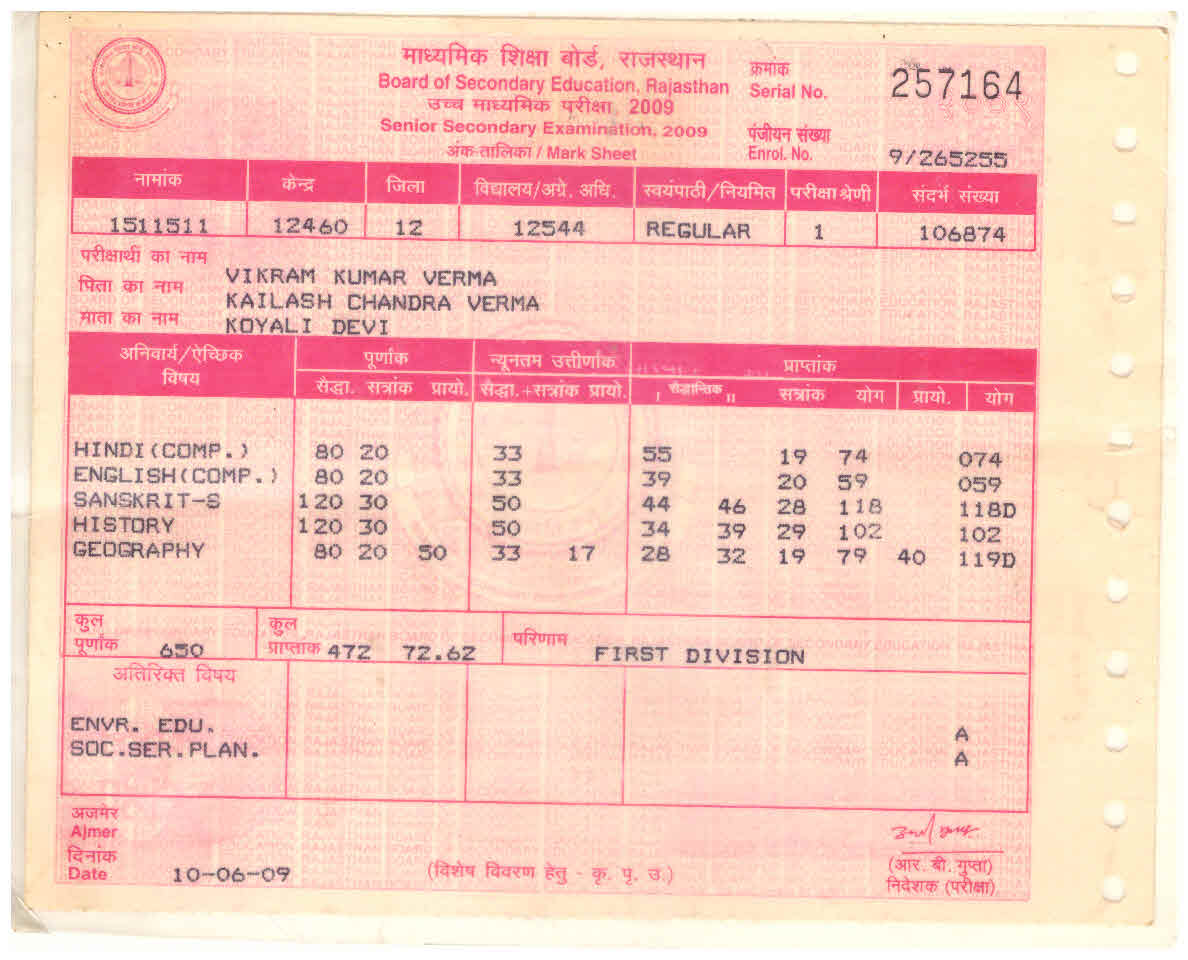 माध्यमिक शिक्षा बोर्ड, राजस्थान
Board of Secondary Education, Rajasthan
उच्च माध्यमिक परीक्षा, 2009
Senior Secondary Examination, 2009
अंक-तालिका / Mark Sheet
क्रमांक
Serial No. 257164
पंजीयन संख्या
Enrol. No. 9/265255
नामांक केन्द्र जिला विद्यालय/अग्रे. अधि. स्वयंपाठी/नियमित परीक्षा श्रेणी संदर्भ संख्या
1511511 12460 12 12544 REGULAR 1 106874
परीक्षार्थी का नाम VIKRAM KUMAR VERMA
पिता का नाम KAILASH CHANDRA VERMA
माता का नाम KOYALI DEVI
अनिवार्य/ऐच्छिक विषय पूर्णांक न्यूनतम उत्तीर्णांक प्राप्तांक
सैद्धा. सत्रांक प्रायो. सैद्धा.+सत्रांक प्रायो. I सैद्धान्तिक II सत्रांक योग प्रायो. योग
HINDI(COMP.) 80 20 33 55 19 74 074
ENGLISH(COMP.) 80 20 33 39 20 59 059
SANSKRIT-S 120 30 50 44 46 28 118 118D
HISTORY 120 30 50 34 39 29 102 102
GEOGRAPHY 80 20 50 33 17 28 32 19 79 40 119D
कुल पूर्णांक 650 कुल प्राप्तांक 472 72.62 परिणाम FIRST DIVISION
अतिरिक्त विषय
ENVR. EDU. A
SOC.SER.PLAN. A
अजमेर
Ajmer
दिनांक
Date 10-06-09
(विशेष विवरण हेतु - कृ. पृ. उ.)
(आर. बी. गुप्ता)
निदेशक (परीक्षा)